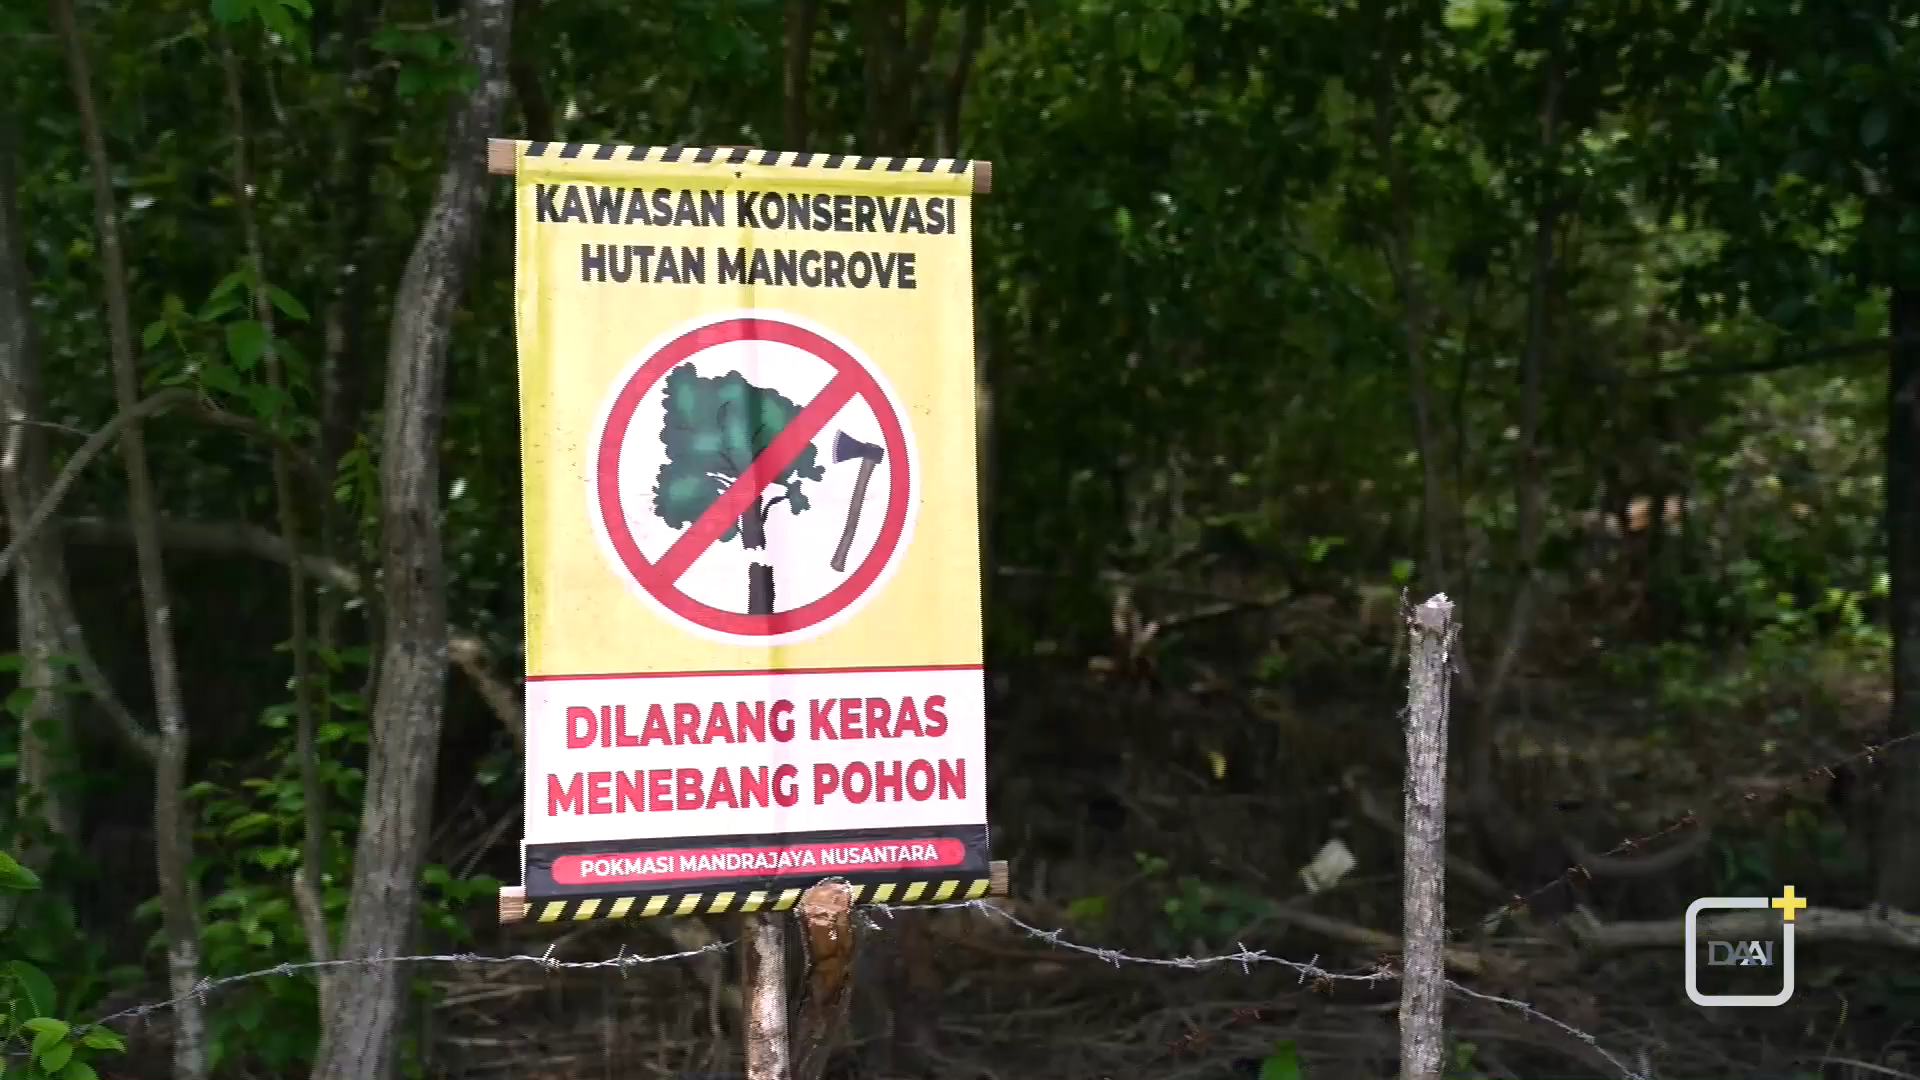 KAWASAN KONSERVASI
HUTAN MANGROVE
DILARANG KERAS
MENEBANG POHON
POKMASI MANDRAJAYA NUSANTARA
DAAI